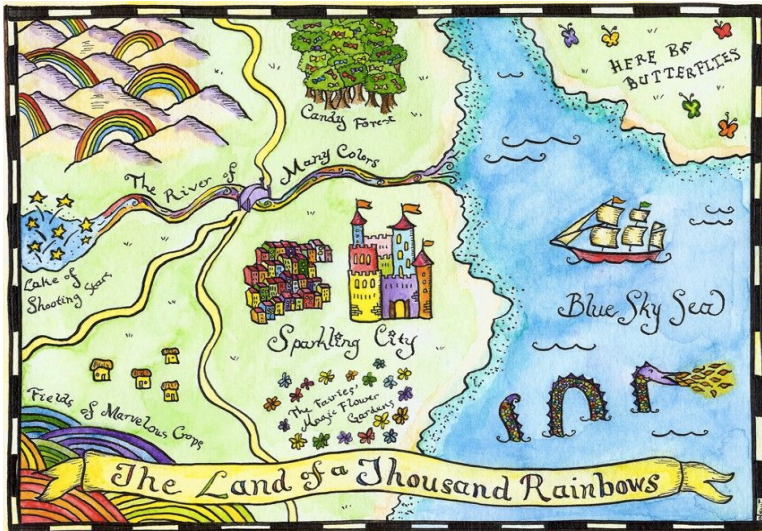 HERE BE
BUTTERFLIES
Candy Forest
The River of Many Colors
Lake of
Shooting Stars
Blue Sky Sea
Sparkling City
The Fairies'
Magic Flower
Gardens
Fields of Marvelous Crops
The Land of a Thousand Rainbows